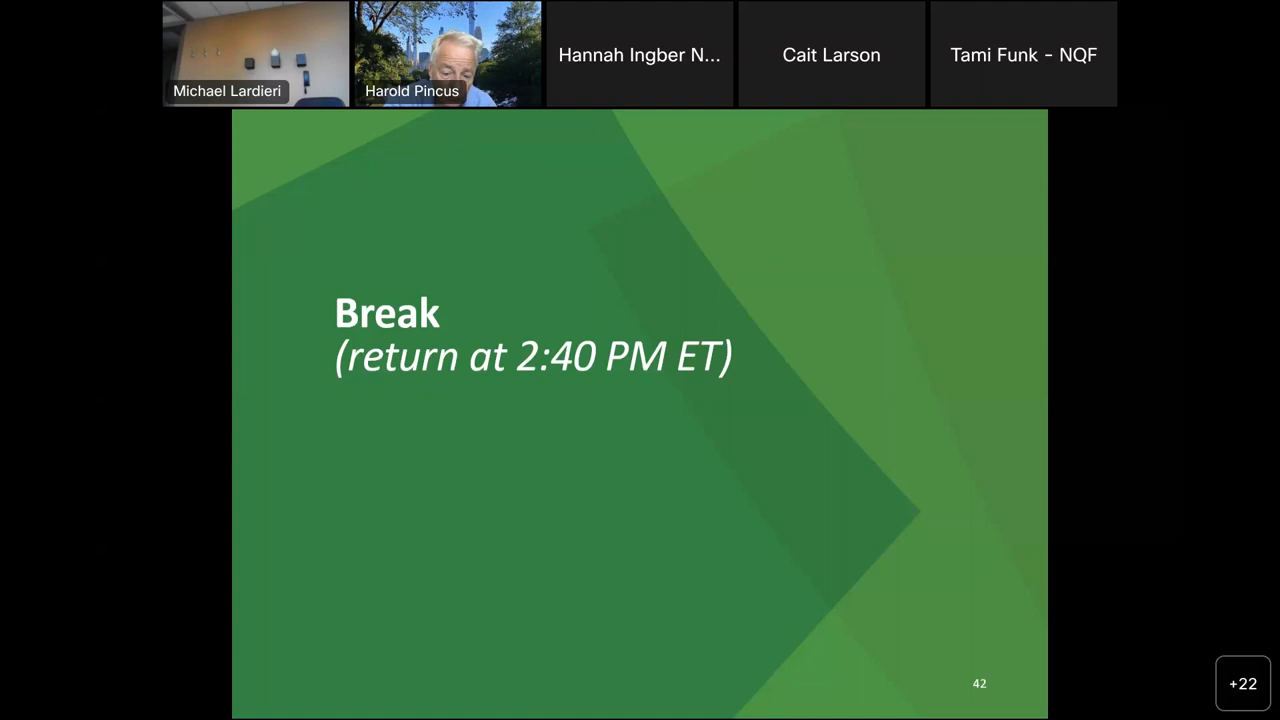 Michael Lardieri
Harold Pincus
Hannah Ingber N...
Cait Larson
Tami Funk - NQF
Break
(return at 2:40 PM ET)
42
+22